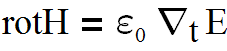 rotH = ε₀ ∇ₜ E